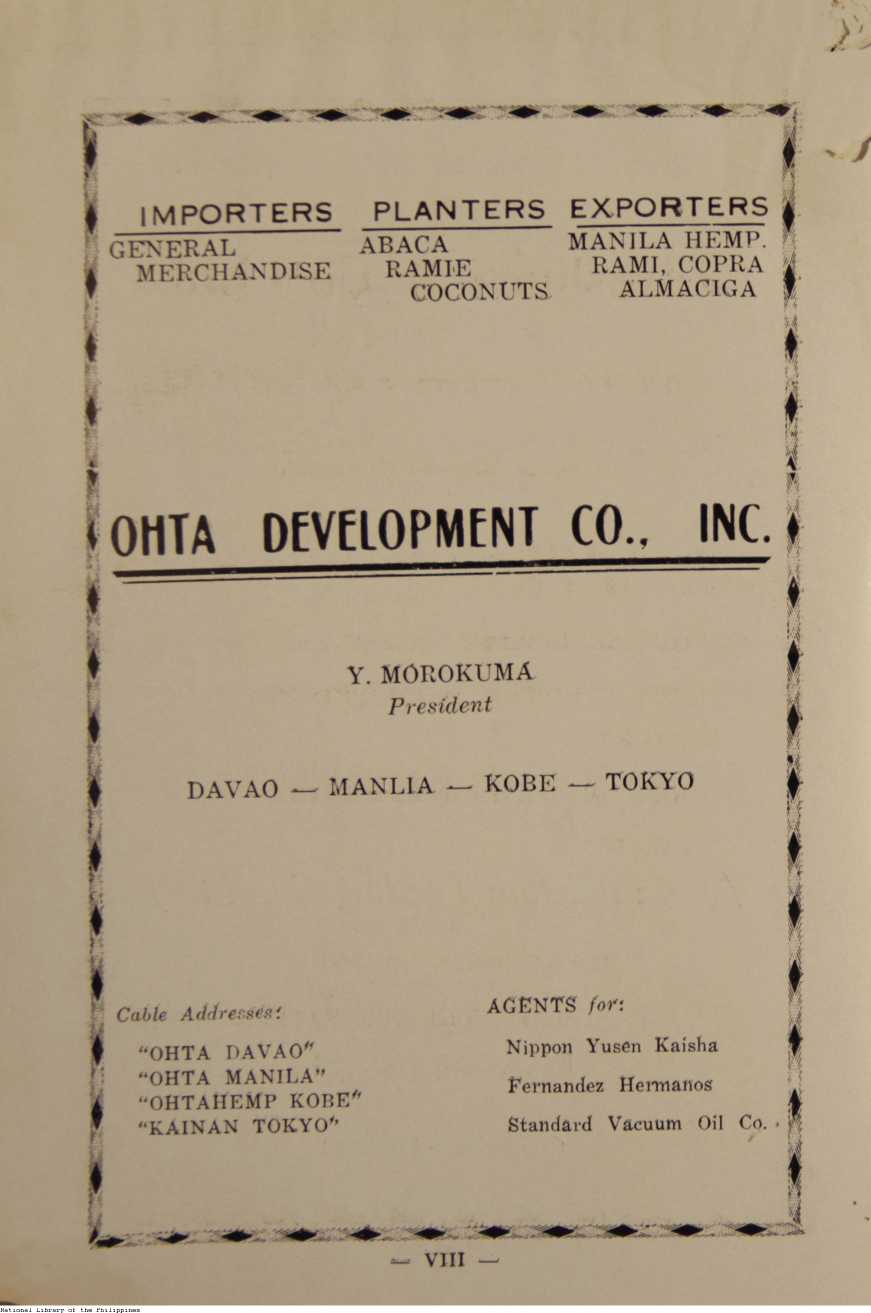 IMPORTERS
GENERAL
MERCHANDISE
PLANTERS
ABACA
RAMIE
COCONUTS
EXPORTERS
MANILA HEMP.
RAMI, COPRA
ALMACIGA
OHTA DEVELOPMENT CO., INC.
Y. MOROKUMA
President
DAVAO — MANLIA — KOBE — TOKYO
Cable Addresses:
"OHTA DAVAO"
"OHTA MANILA"
"OHTAHEMP KOBE"
"KAINAN TOKYO"
AGENTS for:
Nippon Yusen Kaisha
Fernandez Hermanos
Standard Vacuum Oil Co.
— VIII —
National Library of the Philippines